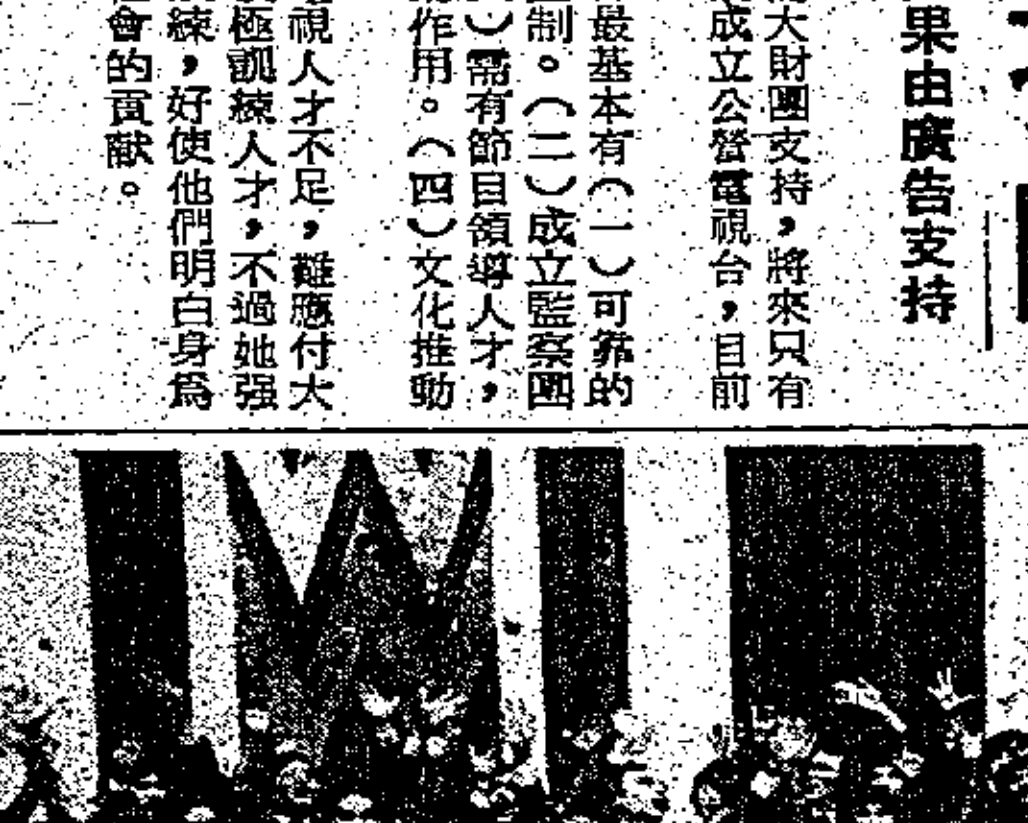 果由廣告支持
大財團支持，將來只有
成立公營電視台，目前
最基本有（一）可靠的
制。（二）成立監察團
）需有節目領導人才，
作用。（四）文化推動
視人才不足，難應付大
極訓練人才，不過她强
練，好使他們明白身爲
會的貢獻。